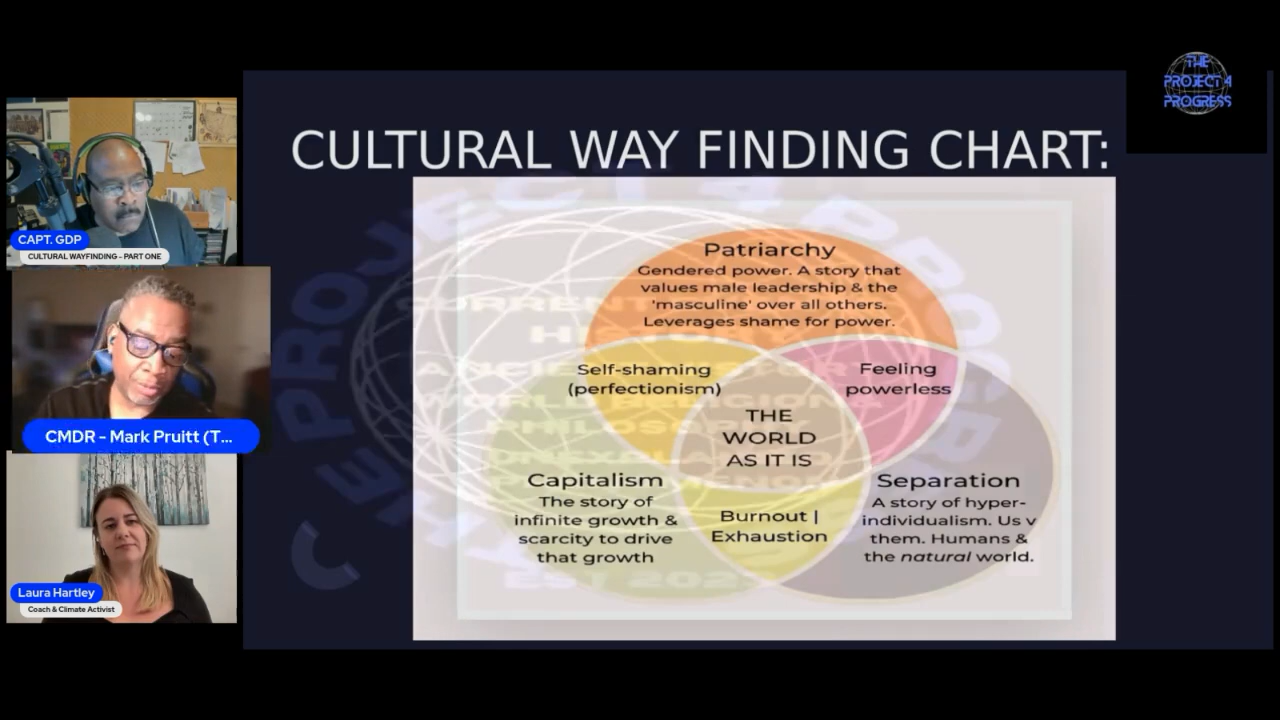 THE
PROJECT 4
PROGRESS
CULTURAL WAY FINDING CHART:
CAPT. GDP
CULTURAL WAYFINDING - PART ONE
CMDR - Mark Pruitt (T...
Laura Hartley
Coach & Climate Activist
Patriarchy
Gendered power. A story that
values male leadership & the
'masculine' over all others.
Leverages shame for power.
Self-shaming
(perfectionism)
Feeling
powerless
THE
WORLD
AS IT IS
Capitalism
The story of
infinite growth &
scarcity to drive
that growth
Burnout |
Exhaustion
Separation
A story of hyper-
individualism. Us v
them. Humans &
the natural world.